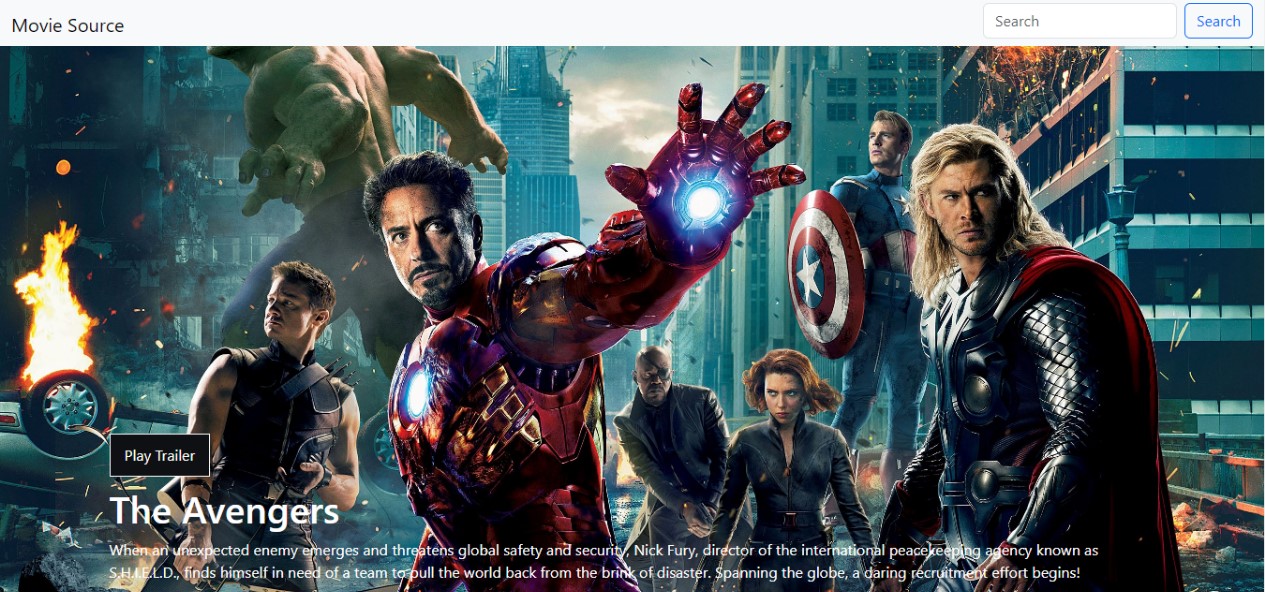 Movie Source
Search
Search
Play Trailer
The Avengers
When an unexpected enemy emerges and threatens global safety and security, Nick Fury, director of the international peacekeeping agency known as
S.H.I.E.L.D., finds himself in need of a team to pull the world back from the brink of disaster. Spanning the globe, a daring recruitment effort begins!